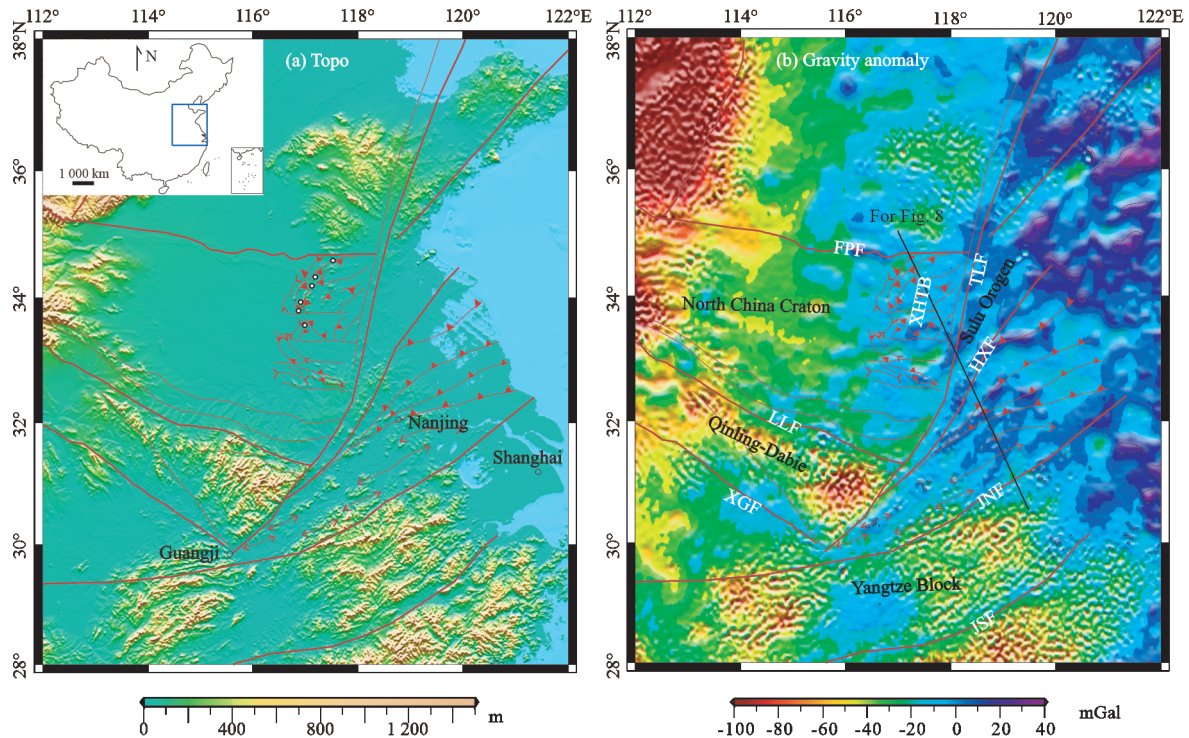 112° 114° 116° 118° 120° 122°E
38°N
36°
34°
32°
30°
28°
N
1 000 km
(a) Topo
Nanjing
Shanghai
Guangji
0 400 800 1200 m
112° 114° 116° 118° 120° 122°E
38°N
36°
34°
32°
30°
28°
(b) Gravity anomaly
For Fig. 8
FPF
TLF
XHTB
North China Craton
Sulu Orogen
HXF
LLF
Qinling-Dabie
XGF
JNF
Yangtze Block
JSF
-100 -80 -60 -40 -20 0 20 40 mGal